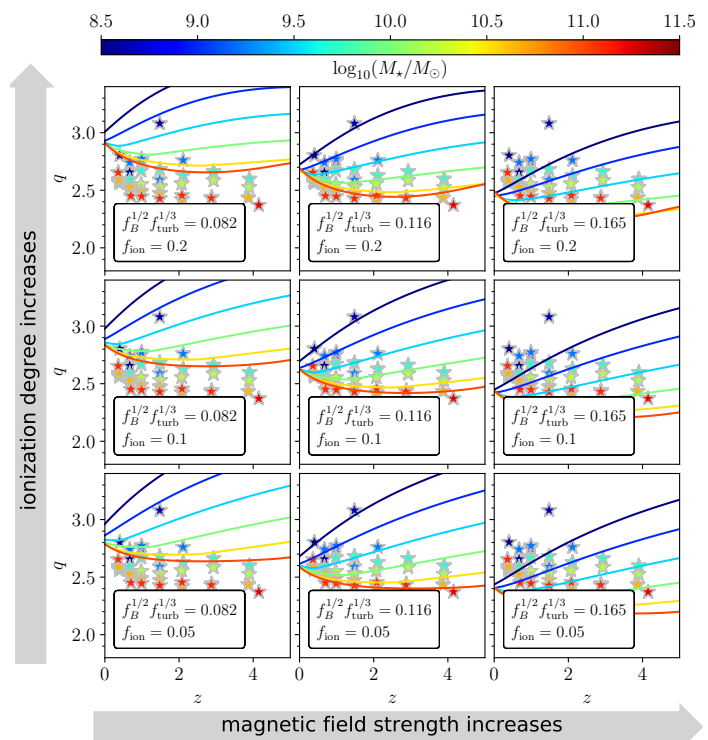 8.5 9.0 9.5 10.0 10.5 11.0 11.5
log₁₀(M⋆/M⊙)
ionization degree increases
q
3.0
2.5
2.0
f_B^{1/2} f_turb^{1/3} = 0.082
f_ion = 0.2
f_B^{1/2} f_turb^{1/3} = 0.116
f_ion = 0.2
f_B^{1/2} f_turb^{1/3} = 0.165
f_ion = 0.2
q
3.0
2.5
2.0
f_B^{1/2} f_turb^{1/3} = 0.082
f_ion = 0.1
f_B^{1/2} f_turb^{1/3} = 0.116
f_ion = 0.1
f_B^{1/2} f_turb^{1/3} = 0.165
f_ion = 0.1
q
3.0
2.5
2.0
f_B^{1/2} f_turb^{1/3} = 0.082
f_ion = 0.05
f_B^{1/2} f_turb^{1/3} = 0.116
f_ion = 0.05
f_B^{1/2} f_turb^{1/3} = 0.165
f_ion = 0.05
0 2 4 0 2 4 0 2 4
z z z
magnetic field strength increases